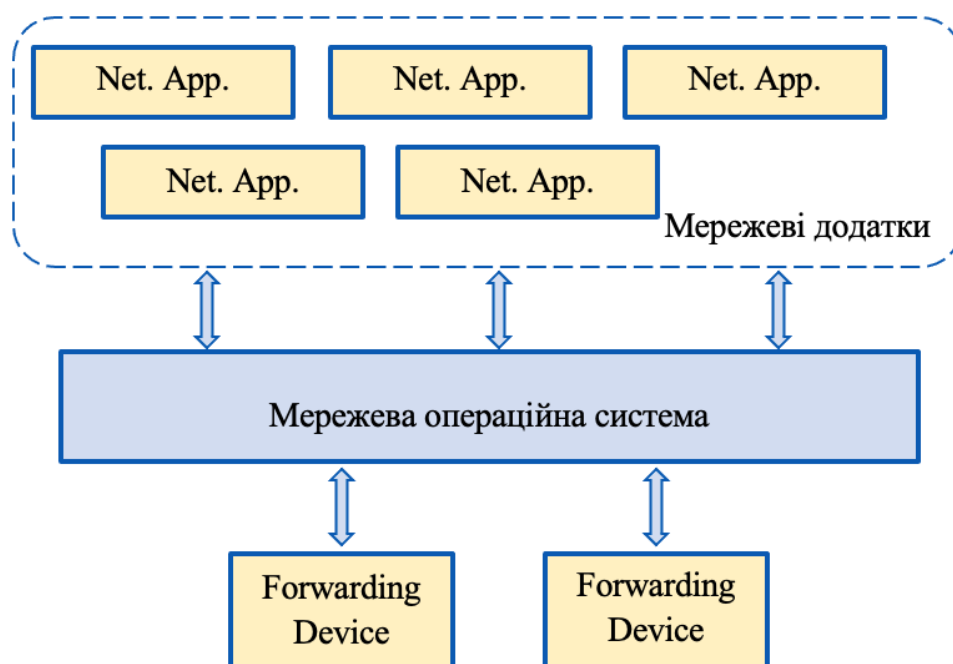 Net. App.
Net. App.
Net. App.
Net. App.
Net. App.
Мережеві додатки
Мережева операційна система
Forwarding
Device
Forwarding
Device